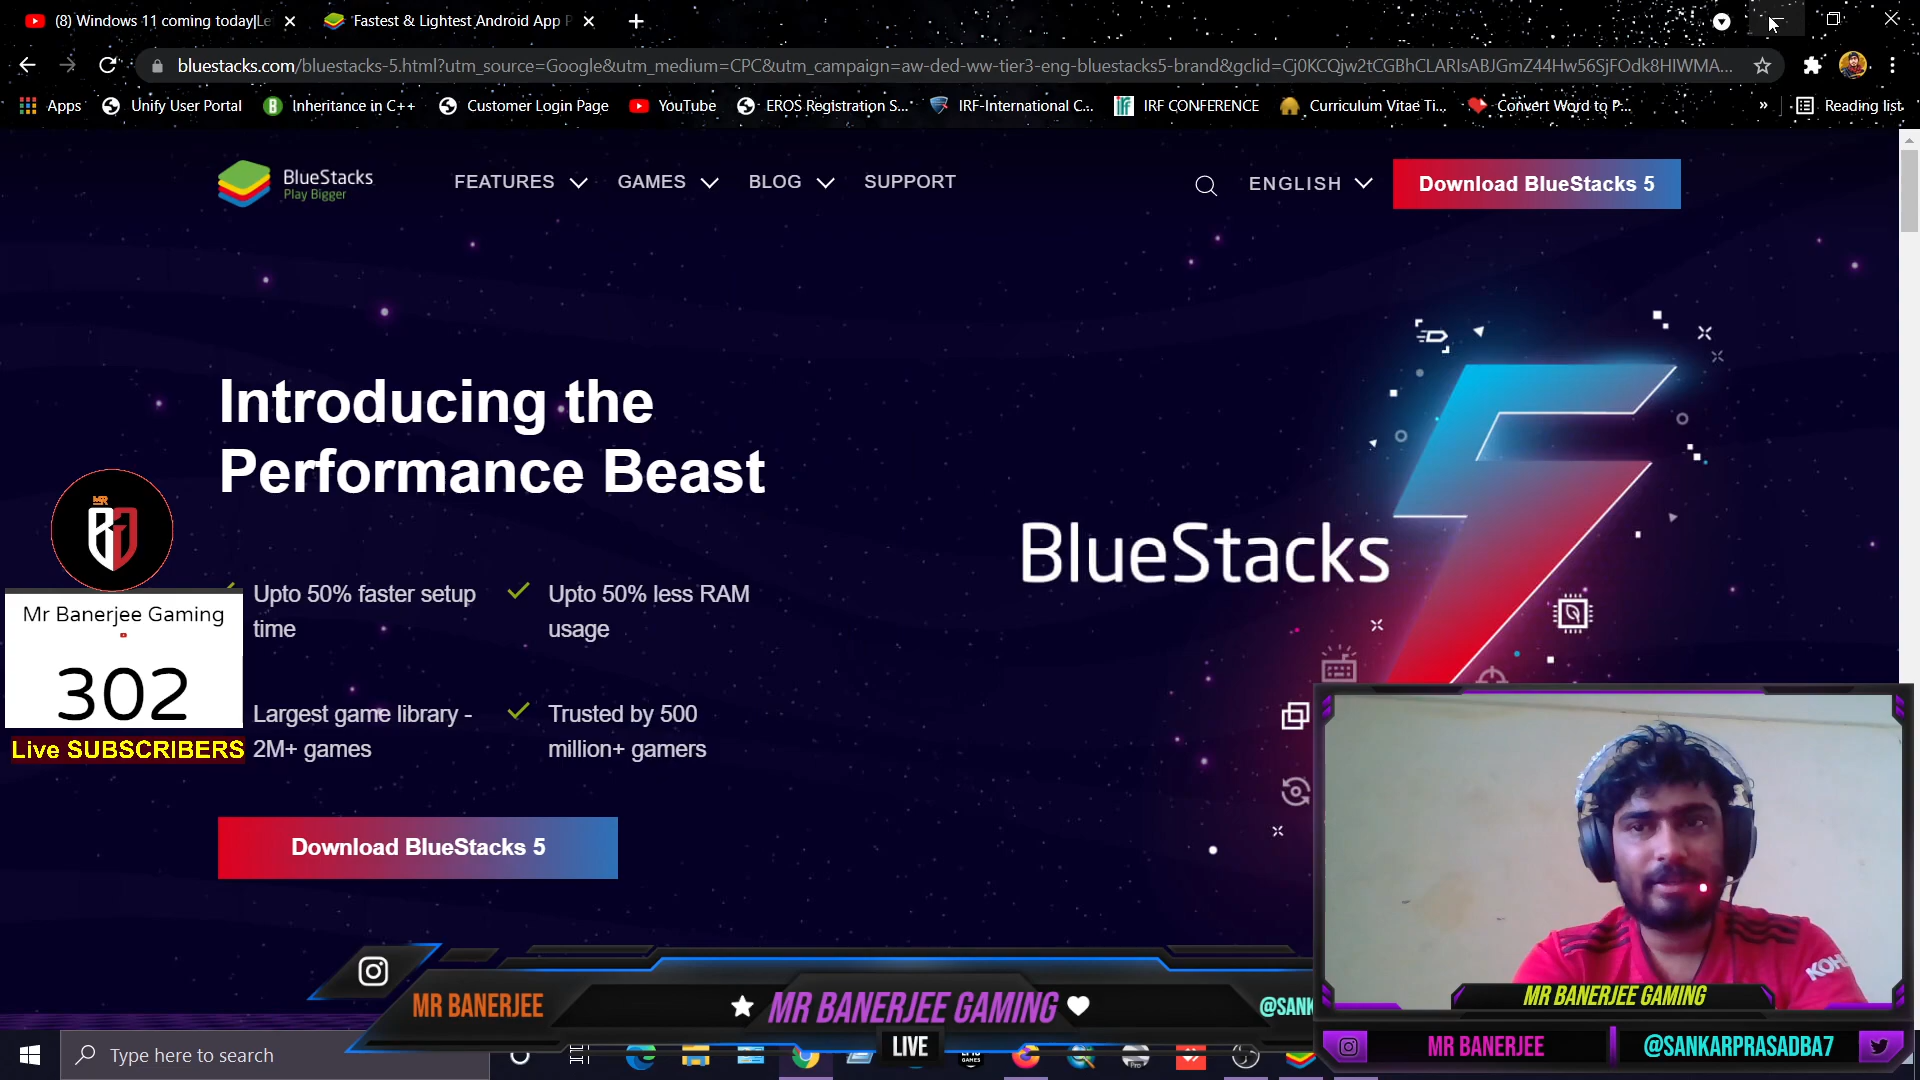 (8) Windows 11 coming today|Le
Fastest & Lightest Android App P
bluestacks.com/bluestacks-5.html?utm_source=Google&utm_medium=CPC&utm_campaign=aw-ded-ww-tier3-eng-bluestacks5-brand&gclid=Cj0KCQjw2tCGBhCLARIsABJGmZ44Hw56SjFOdk8HIWMA...
Apps
Unify User Portal
Inheritance in C++
Customer Login Page
YouTube
EROS Registration S...
IRF-International C...
IRF CONFERENCE
Curriculum Vitae Ti...
Convert Word to P...
»
Reading list
BlueStacks
Play Bigger
FEATURES
GAMES
BLOG
SUPPORT
ENGLISH
Download BlueStacks 5
Introducing the
Performance Beast
BlueStacks 5
Upto 50% faster setup
time
Upto 50% less RAM
usage
Largest game library -
2M+ games
Trusted by 500
million+ gamers
Download BlueStacks 5
MR
Mr Banerjee Gaming
302
Live SUBSCRIBERS
KOHL
MR BANERJEE GAMING
MR BANERJEE
@SANKARPRASADBA7
MR BANERJEE
MR BANERJEE GAMING
@SANK
LIVE
Type here to search